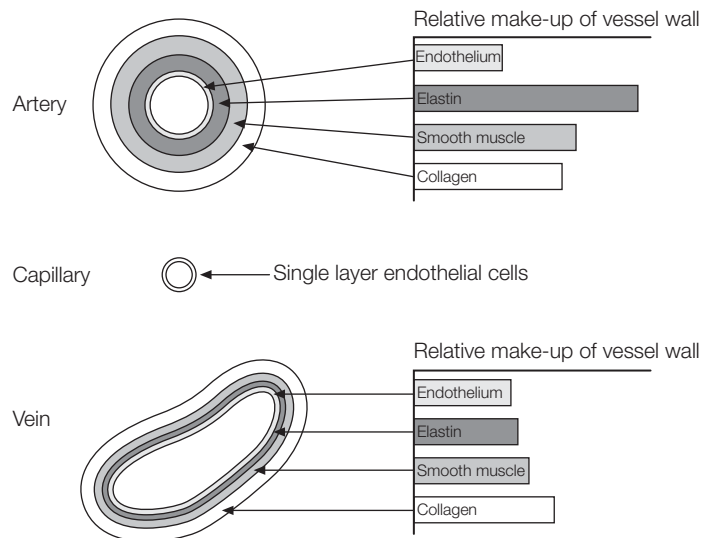 Relative make-up of vessel wall
Endothelium
Artery
Elastin
Smooth muscle
Collagen
Capillary
Single layer endothelial cells
Relative make-up of vessel wall
Endothelium
Vein
Elastin
Smooth muscle
Collagen